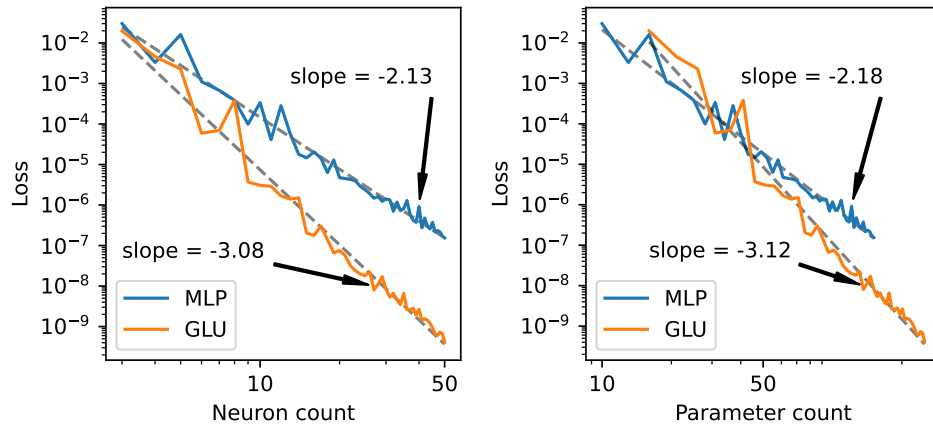 10⁻²
10⁻³
10⁻⁴
10⁻⁵
10⁻⁶
10⁻⁷
10⁻⁸
10⁻⁹
Loss
slope = -2.13
slope = -3.08
MLP
GLU
10
50
Neuron count
10⁻²
10⁻³
10⁻⁴
10⁻⁵
10⁻⁶
10⁻⁷
10⁻⁸
10⁻⁹
Loss
slope = -2.18
slope = -3.12
MLP
GLU
10
50
Parameter count